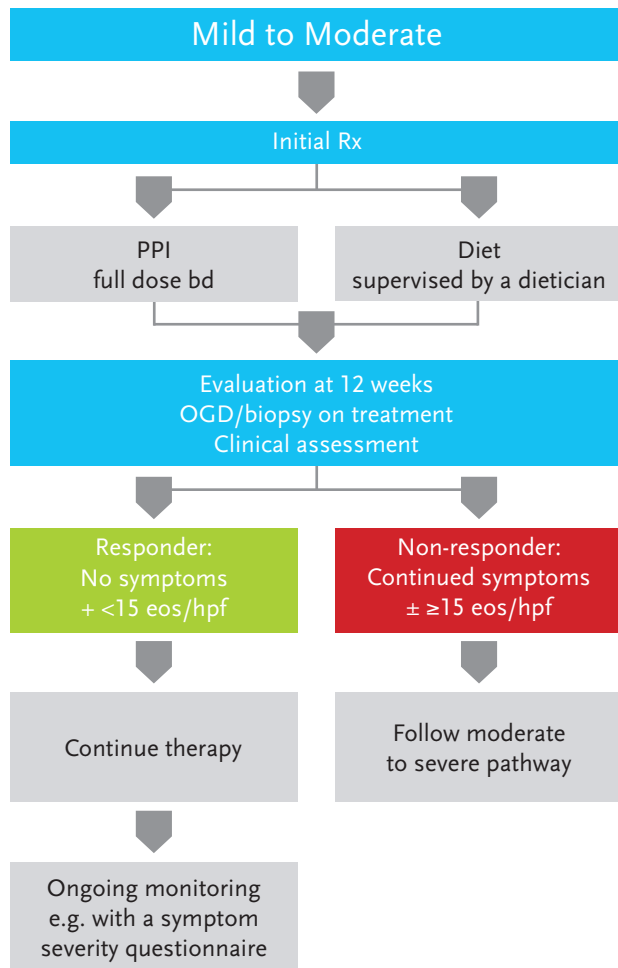 Mild to Moderate
Initial Rx
PPI
full dose bd
Diet
supervised by a dietician
Evaluation at 12 weeks
OGD/biopsy on treatment
Clinical assessment
Responder:
No symptoms
+ <15 eos/hpf
Non-responder:
Continued symptoms
± ≥15 eos/hpf
Continue therapy
Follow moderate
to severe pathway
Ongoing monitoring
e.g. with a symptom
severity questionnaire